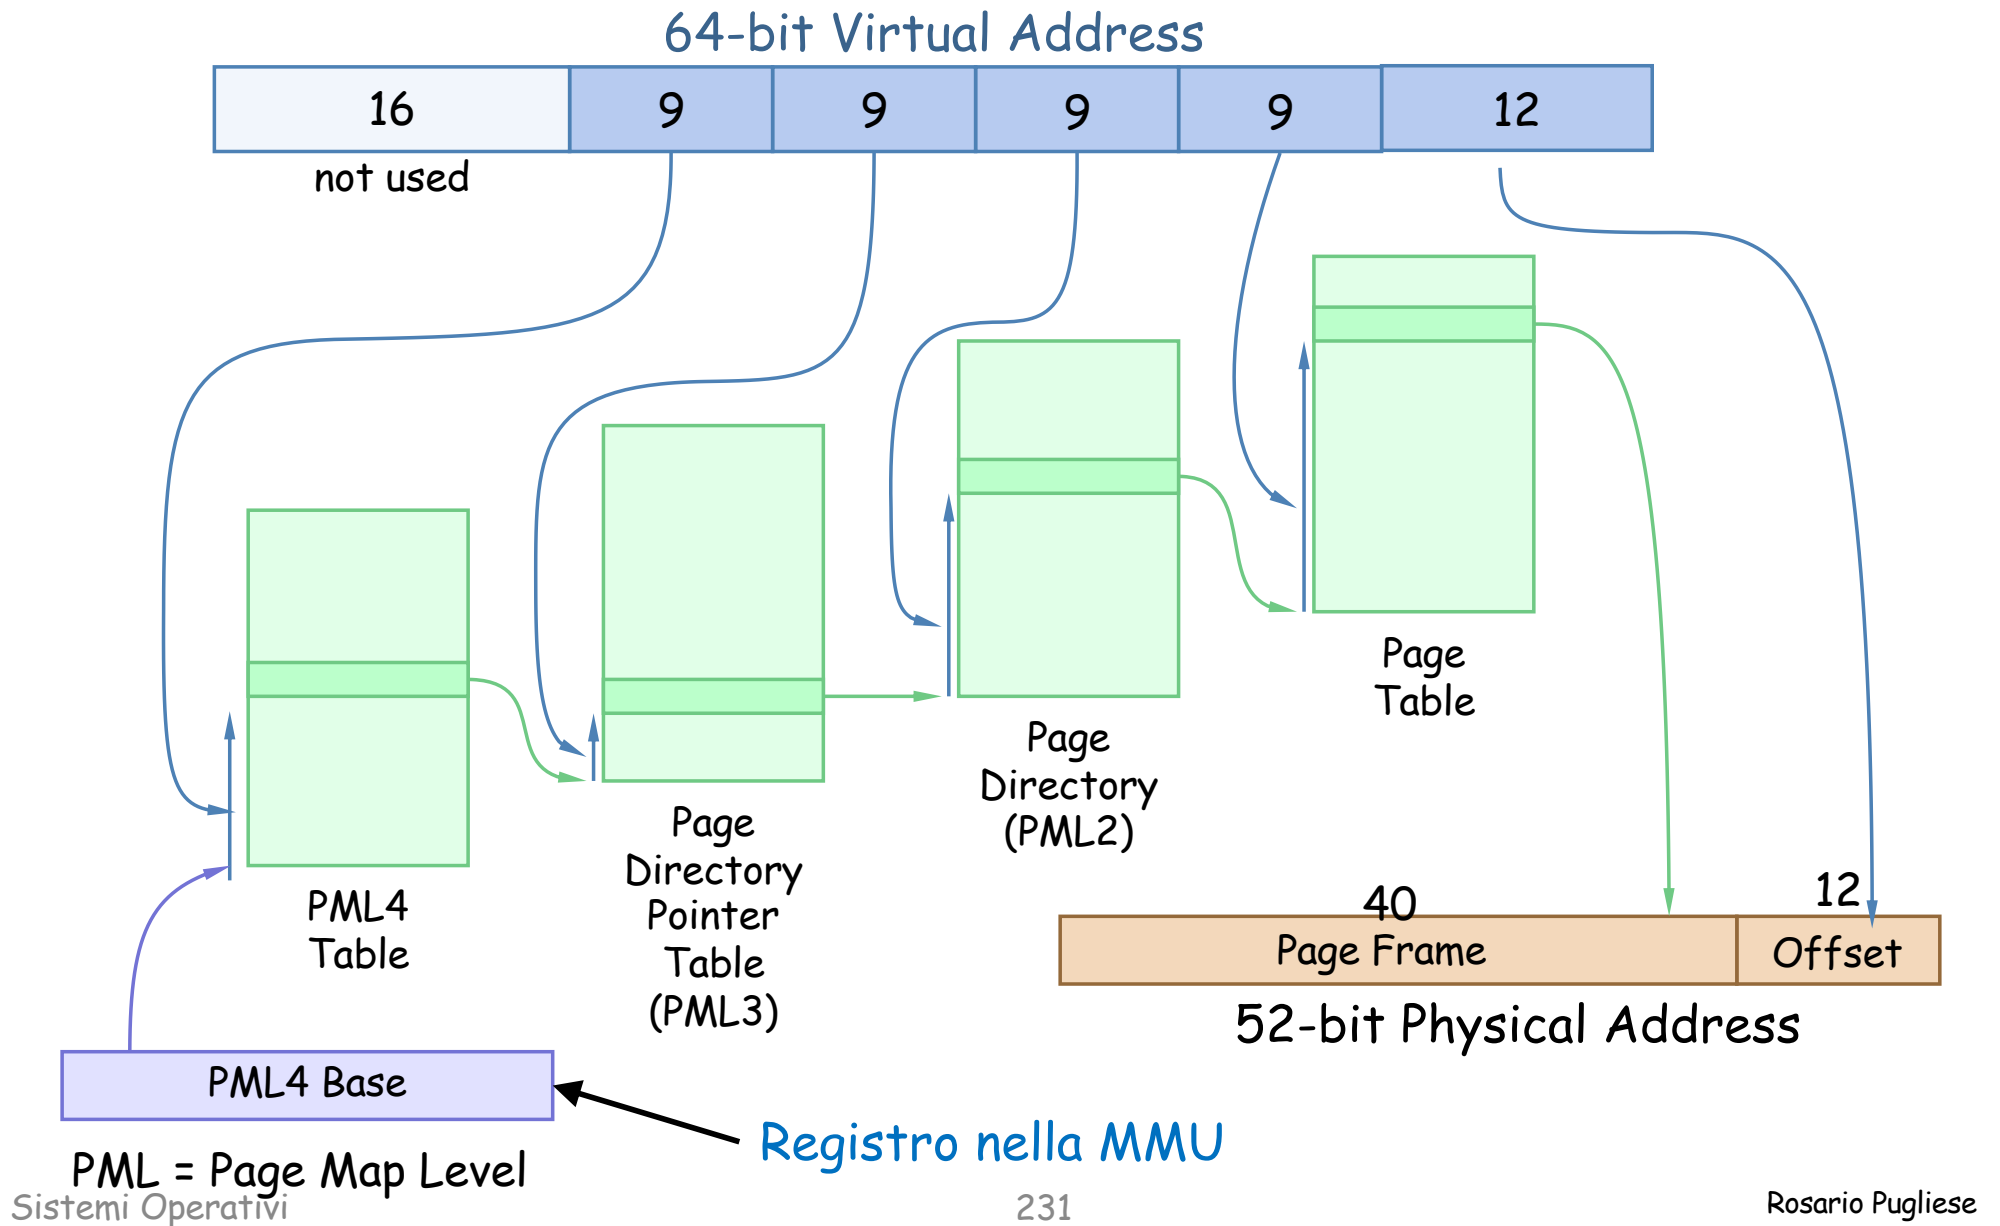 64-bit Virtual Address
16 9 9 9 9 12
not used
Page
Table
Page
Directory
(PML2)
Page
Directory
Pointer
Table
(PML3)
PML4
Table
40 12
Page Frame Offset
52-bit Physical Address
PML4 Base
Registro nella MMU
PML = Page Map Level
Sistemi Operativi 231 Rosario Pugliese